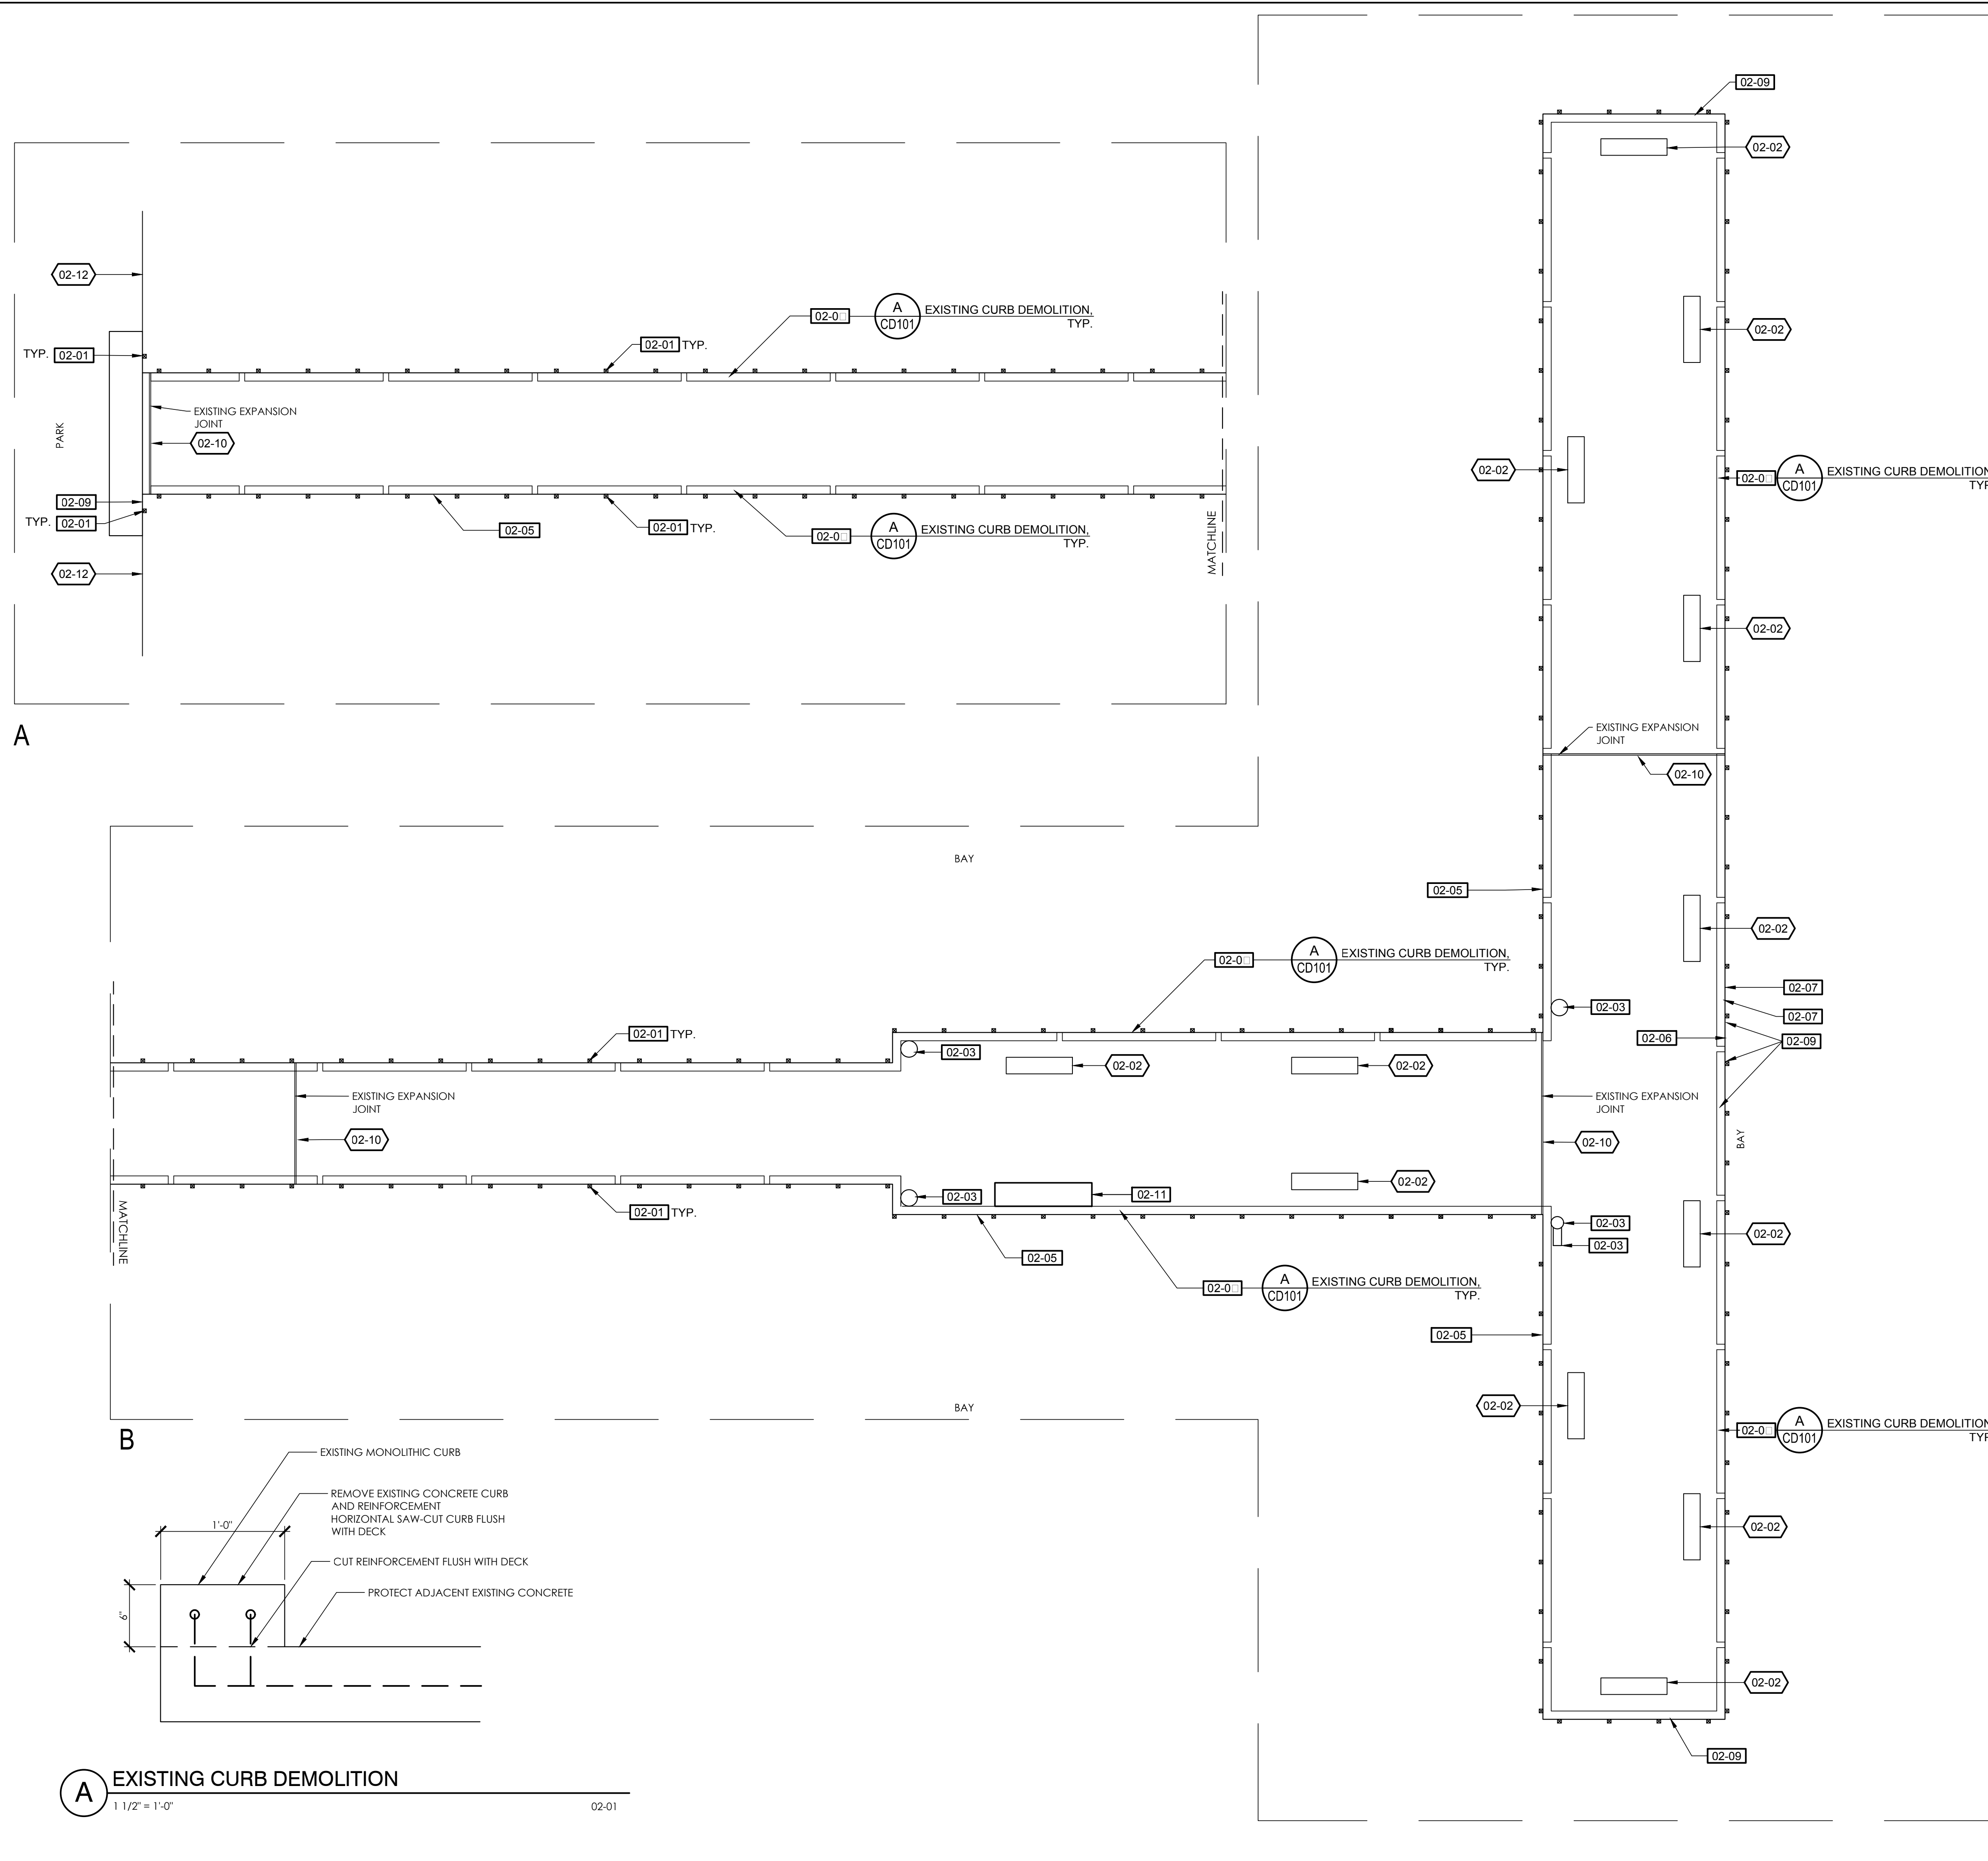 02-09
02-02
02-12
02-0
A
CD101
EXISTING CURB DEMOLITION,
TYP.
02-01 TYP.
TYP. 02-01
02-02
EXISTING EXPANSION
JOINT
02-10
PARK
02-09
TYP. 02-01
02-05
02-01 TYP.
02-0
A
CD101
EXISTING CURB DEMOLITION,
TYP.
MATCHLINE
02-12
A
02-02
02-0
A
CD101
EXISTING CURB DEMOLITION
02-02
EXISTING EXPANSION
JOINT
02-10
BAY
02-05
02-02
02-0
A
CD101
EXISTING CURB DEMOLITION,
TYP.
02-07
02-03
02-07
02-01 TYP.
02-03
02-06
02-09
02-02
02-02
EXISTING EXPANSION
JOINT
EXISTING EXPANSION
JOINT
02-10
02-10
BAY
02-02
02-03
02-11
02-01 TYP.
MATCHLINE
02-03
02-03
02-02
02-05
02-0
A
CD101
EXISTING CURB DEMOLITION,
TYP.
02-05
BAY
02-02
02-0
A
CD101
EXISTING CURB DEMOLITION
B
02-02
02-02
02-09
EXISTING MONOLITHIC CURB
REMOVE EXISTING CONCRETE CURB
AND REINFORCEMENT
HORIZONTAL SAW-CUT CURB FLUSH
WITH DECK
1'-0"
CUT REINFORCEMENT FLUSH WITH DECK
PROTECT ADJACENT EXISTING CONCRETE
6"
A
EXISTING CURB DEMOLITION
1 1/2" = 1'-0"
02-01